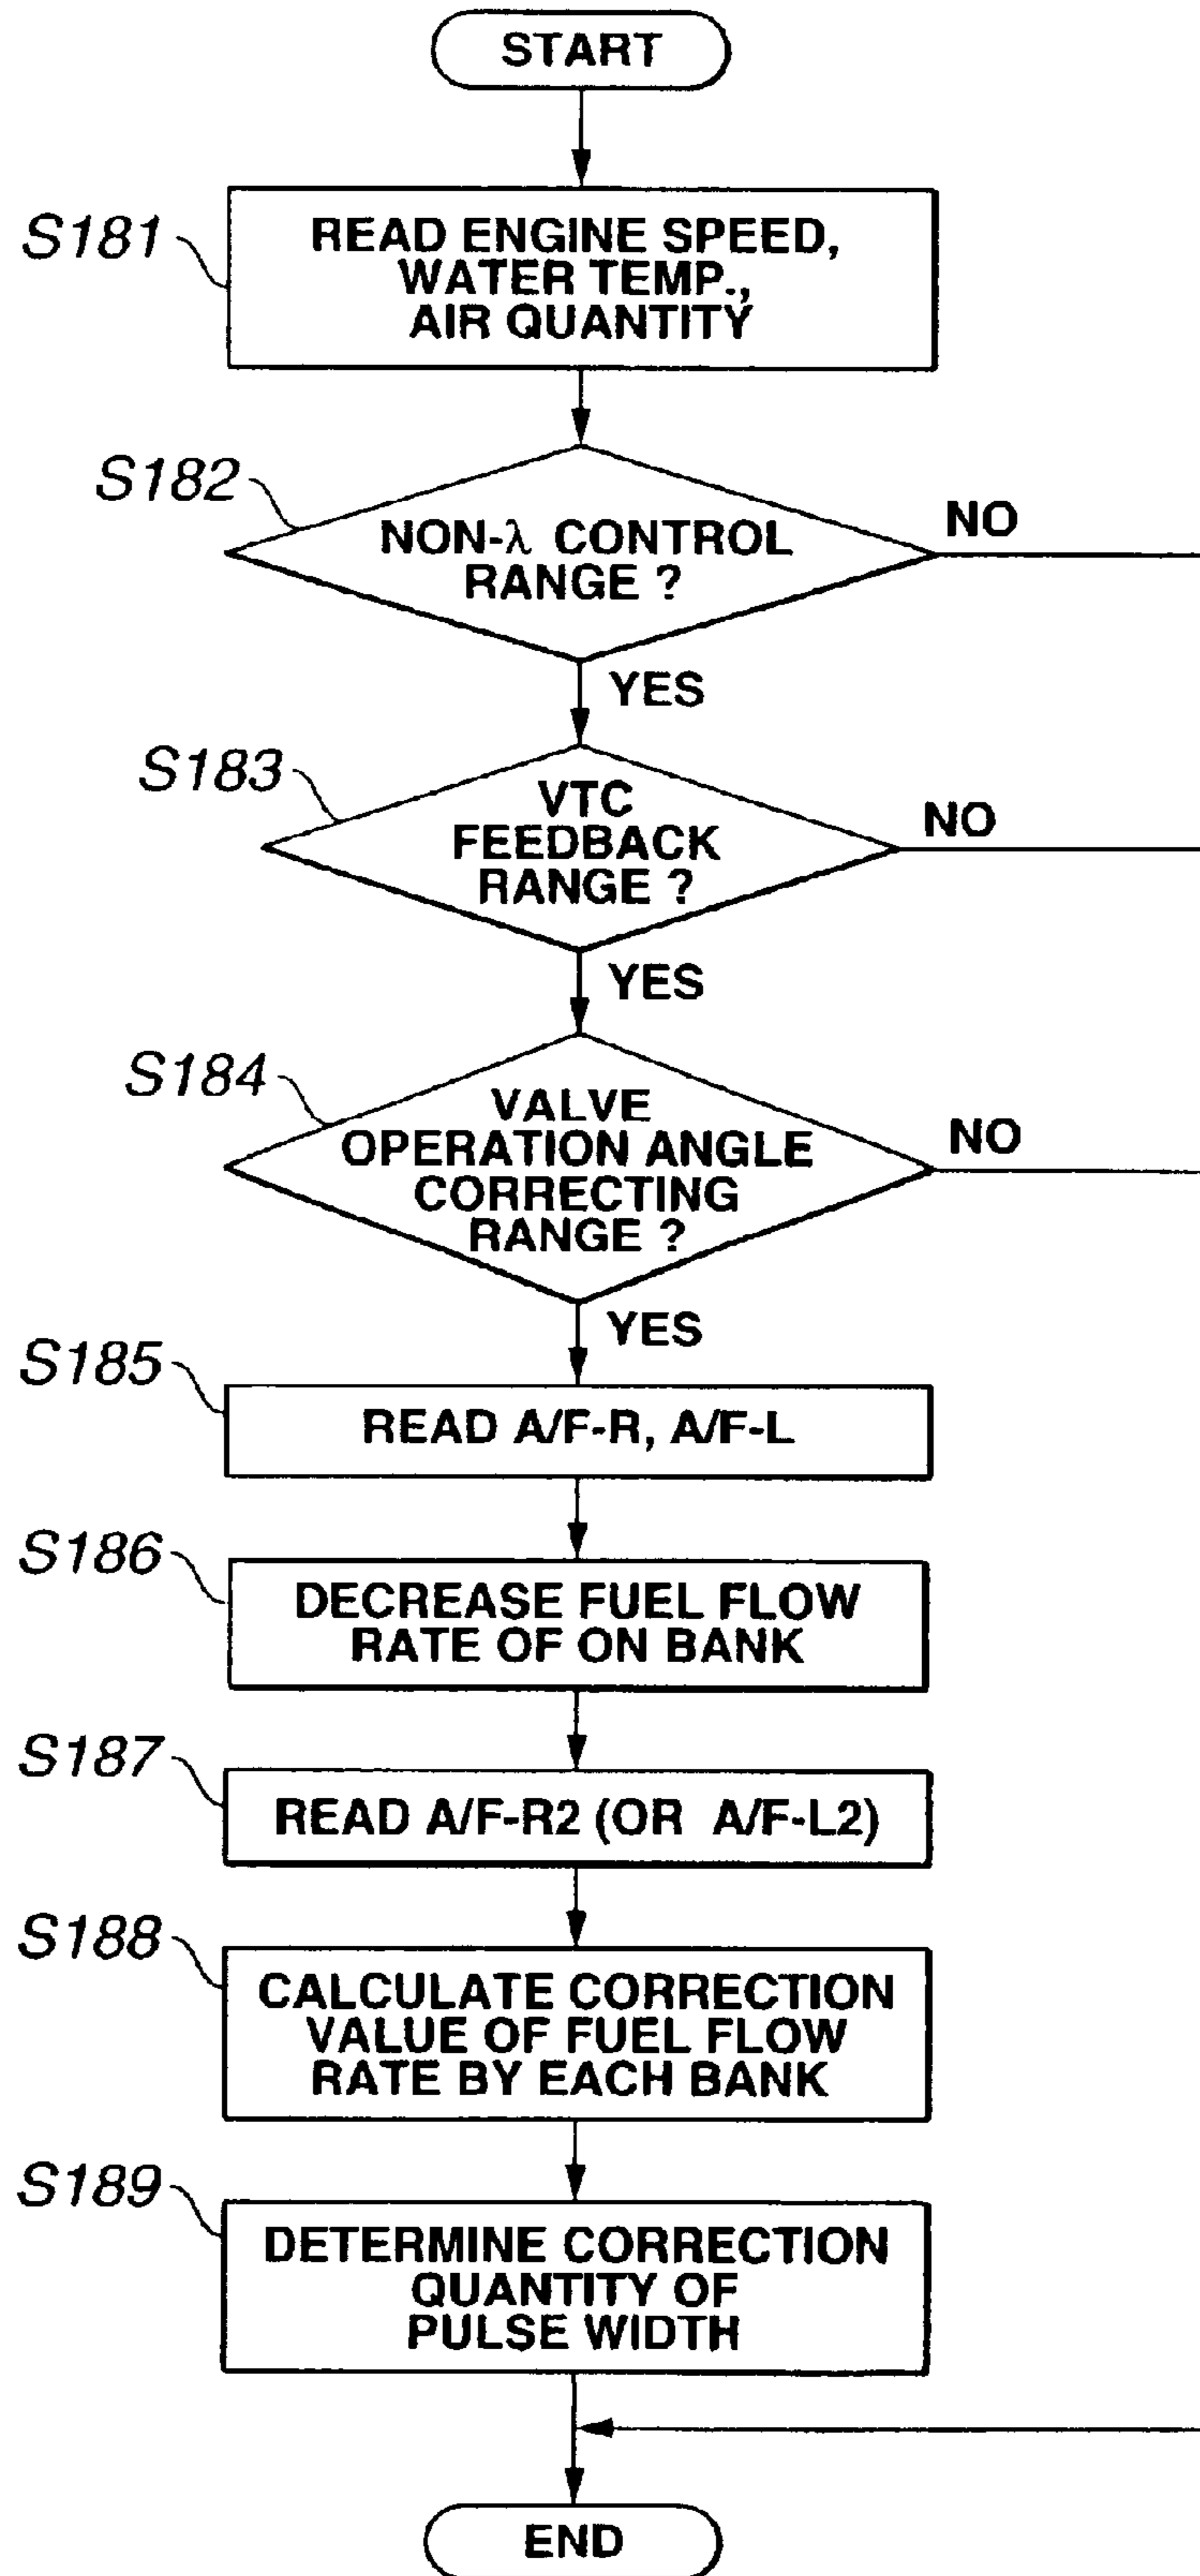 START
S181
READ ENGINE SPEED,
WATER TEMP.,
AIR QUANTITY
S182
NON-λ CONTROL
RANGE ?
NO
YES
S183
VTC
FEEDBACK
RANGE ?
NO
YES
S184
VALVE
OPERATION ANGLE
CORRECTING
RANGE ?
NO
YES
S185
READ A/F-R, A/F-L
S186
DECREASE FUEL FLOW
RATE OF ON BANK
S187
READ A/F-R2 (OR A/F-L2)
S188
CALCULATE CORRECTION
VALUE OF FUEL FLOW
RATE BY EACH BANK
S189
DETERMINE CORRECTION
QUANTITY OF
PULSE WIDTH
END